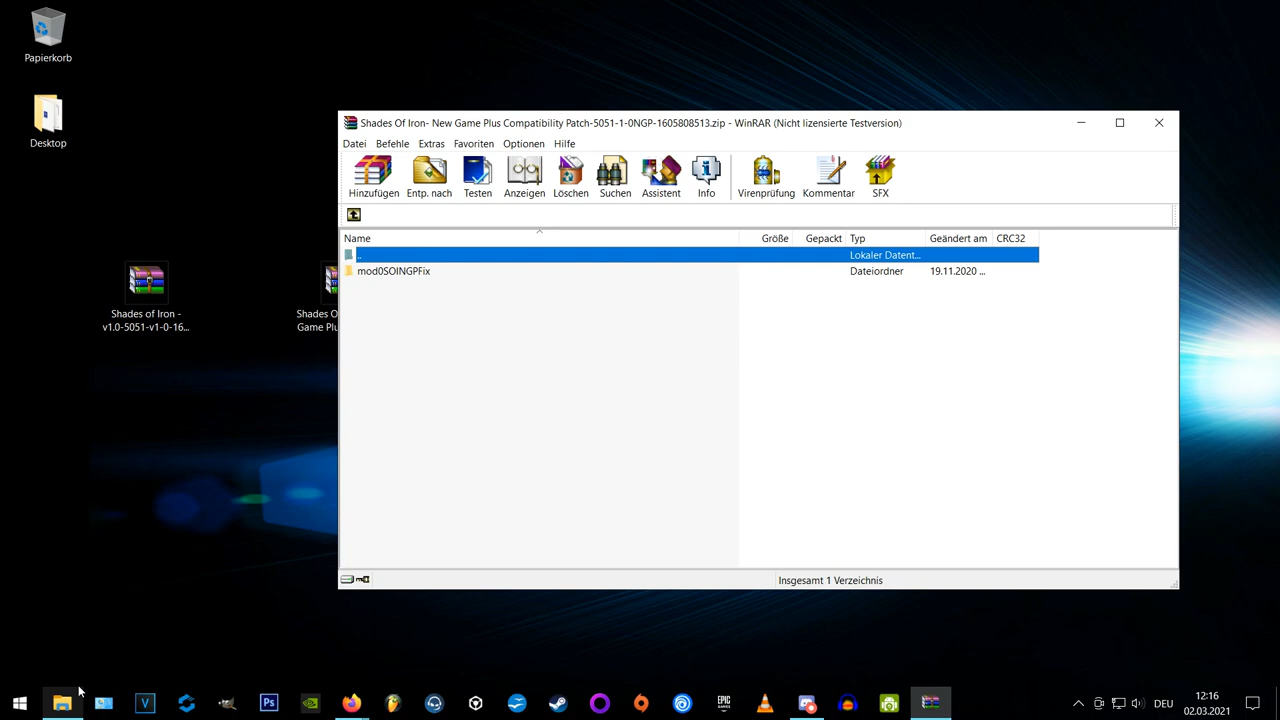 Papierkorb
Desktop
Shades of Iron -
v1.0-5051-v1-0-16...
Shades O
Game Plu
Shades Of Iron- New Game Plus Compatibility Patch-5051-1-0NGP-1605808513.zip - WinRAR (Nicht lizensierte Testversion)
Datei Befehle Extras Favoriten Optionen Hilfe
Hinzufügen Entp. nach Testen Anzeigen Löschen Suchen Assistent Info Virenprüfung Kommentar SFX
Name Größe Gepackt Typ Geändert am CRC32
.. Lokaler Datent...
mod0SOINGPFix Dateiordner 19.11.2020 ...
Insgesamt 1 Verzeichnis
V Ps EPIC GAMES DEU
12:16
02.03.2021